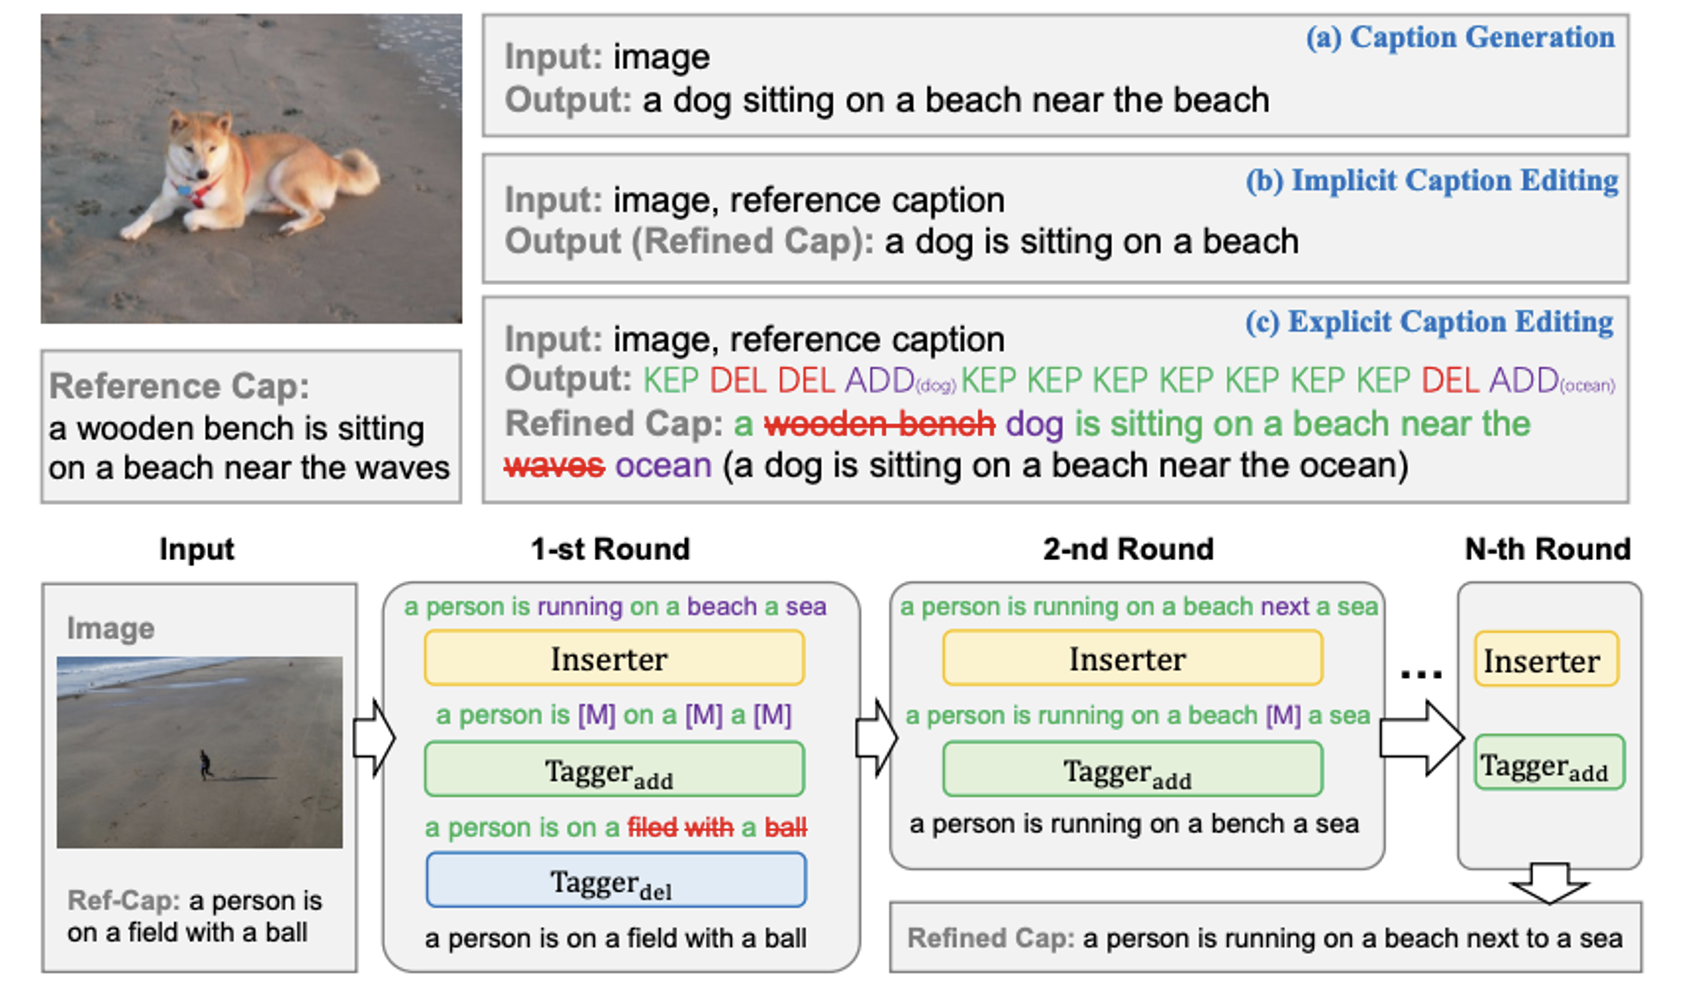 (a) Caption Generation
Input: image
Output: a dog sitting on a beach near the beach
(b) Implicit Caption Editing
Input: image, reference caption
Output (Refined Cap): a dog is sitting on a beach
(c) Explicit Caption Editing
Input: image, reference caption
Output: KEP DEL DEL ADD(dog) KEP KEP KEP KEP KEP KEP KEP DEL ADD(ocean)
Refined Cap: a wooden bench dog is sitting on a beach near the
waves ocean (a dog is sitting on a beach near the ocean)
Reference Cap:
a wooden bench is sitting
on a beach near the waves
Input
1-st Round
2-nd Round
N-th Round
Image
Ref-Cap: a person is
on a field with a ball
a person is running on a beach a sea
Inserter
a person is [M] on a [M] a [M]
Tagger add
a person is on a filed with a ball
Tagger del
a person is on a field with a ball
a person is running on a beach next a sea
Inserter
a person is running on a beach [M] a sea
Tagger add
a person is running on a bench a sea
...
Inserter
Tagger add
Refined Cap: a person is running on a beach next to a sea